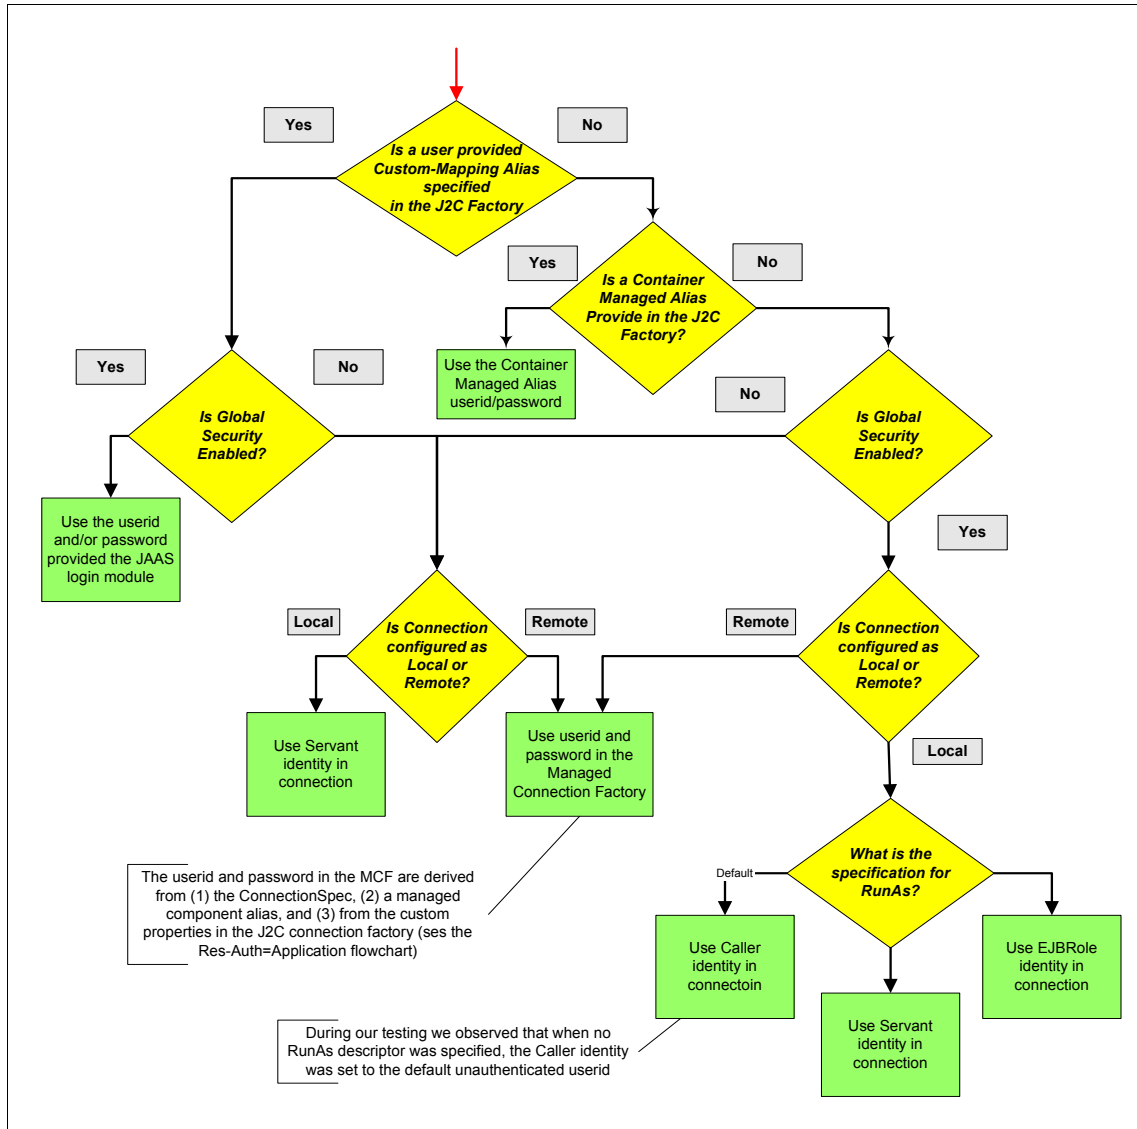 Yes
No
Is a user provided
Custom-Mapping Alias
specified
in the J2C Factory
Yes
No
Is a Container
Managed Alias
Provide in the J2C
Factory?
Yes
No
Use the Container
Managed Alias
userid/password
No
Is Global
Security
Enabled?
Is Global
Security
Enabled?
Use the userid
and/or password
provided the JAAS
login module
Yes
Local
Is Connection
configured as
Local or
Remote?
Remote
Remote
Is Connection
configured as
Local or
Remote?
Use Servant
identity in
connection
Use userid and
password in the
Managed
Connection Factory
Local
The userid and password in the MCF are derived
from (1) the ConnectionSpec, (2) a managed
component alias, and (3) from the custom
properties in the J2C connection factory (ses the
Res-Auth=Application flowchart)
Default
What is the
specification for
RunAs?
Use Caller
identity in
connectoin
Use EJBRole
identity in
connection
Use Servant
identity in
connection
During our testing we observed that when no
RunAs descriptor was specified, the Caller identity
was set to the default unauthenticated userid